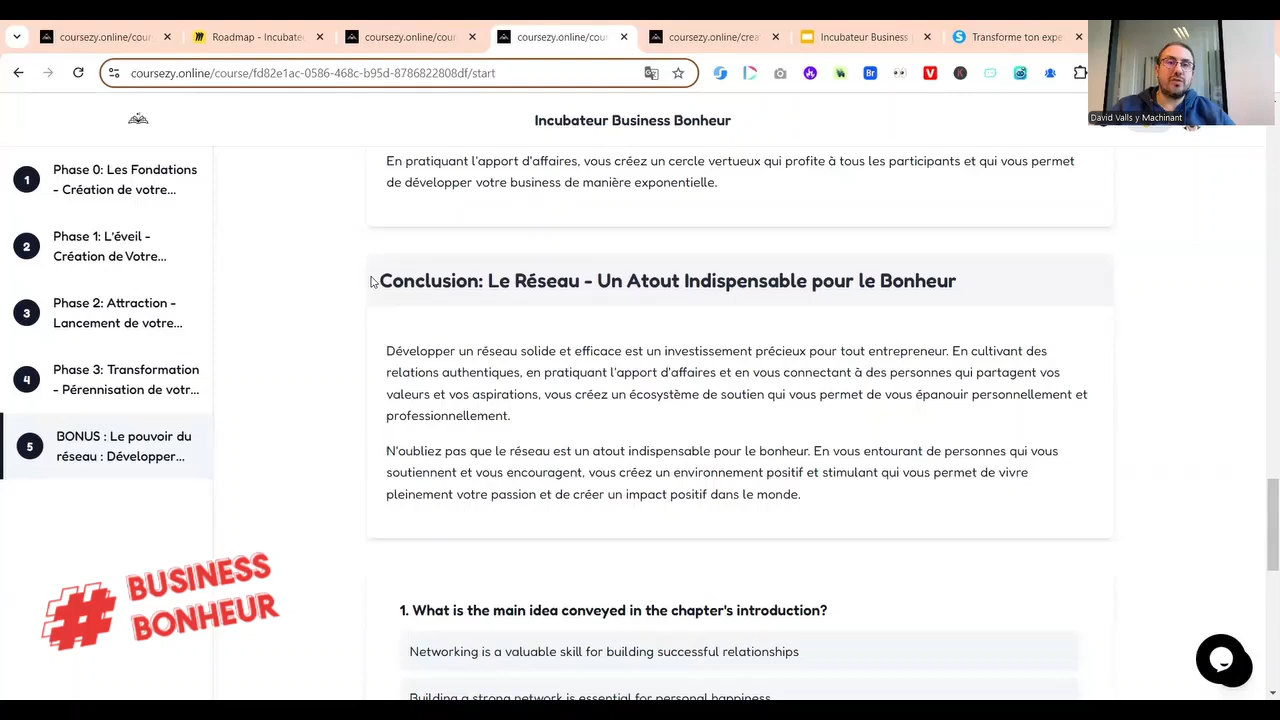 coursezy.online/cour
Roadmap - Incubate
coursezy.online/cour
coursezy.online/cou
coursezy.online/crea
Incubateur Business
Transforme ton expe
coursezy.online/course/fd82e1ac-0586-468c-b95d-8786822808df/start
David Valls y Machinant
Incubateur Business Bonheur
1
Phase 0: Les Fondations
- Création de votre...
2
Phase 1: L'éveil -
Création de Votre...
3
Phase 2: Attraction -
Lancement de votre...
4
Phase 3: Transformation
- Pérennisation de votr...
5
BONUS : Le pouvoir du
réseau : Développer...
En pratiquant l'apport d'affaires, vous créez un cercle vertueux qui profite à tous les participants et qui vous permet
de développer votre business de manière exponentielle.
Conclusion: Le Réseau - Un Atout Indispensable pour le Bonheur
Développer un réseau solide et efficace est un investissement précieux pour tout entrepreneur. En cultivant des
relations authentiques, en pratiquant l'apport d'affaires et en vous connectant à des personnes qui partagent vos
valeurs et vos aspirations, vous créez un écosystème de soutien qui vous permet de vous épanouir personnellement et
professionnellement.
N'oubliez pas que le réseau est un atout indispensable pour le bonheur. En vous entourant de personnes qui vous
soutiennent et vous encouragent, vous créez un environnement positif et stimulant qui vous permet de vivre
pleinement votre passion et de créer un impact positif dans le monde.
1. What is the main idea conveyed in the chapter's introduction?
Networking is a valuable skill for building successful relationships
Building a strong network is essential for personal happiness
# BUSINESS
BONHEUR